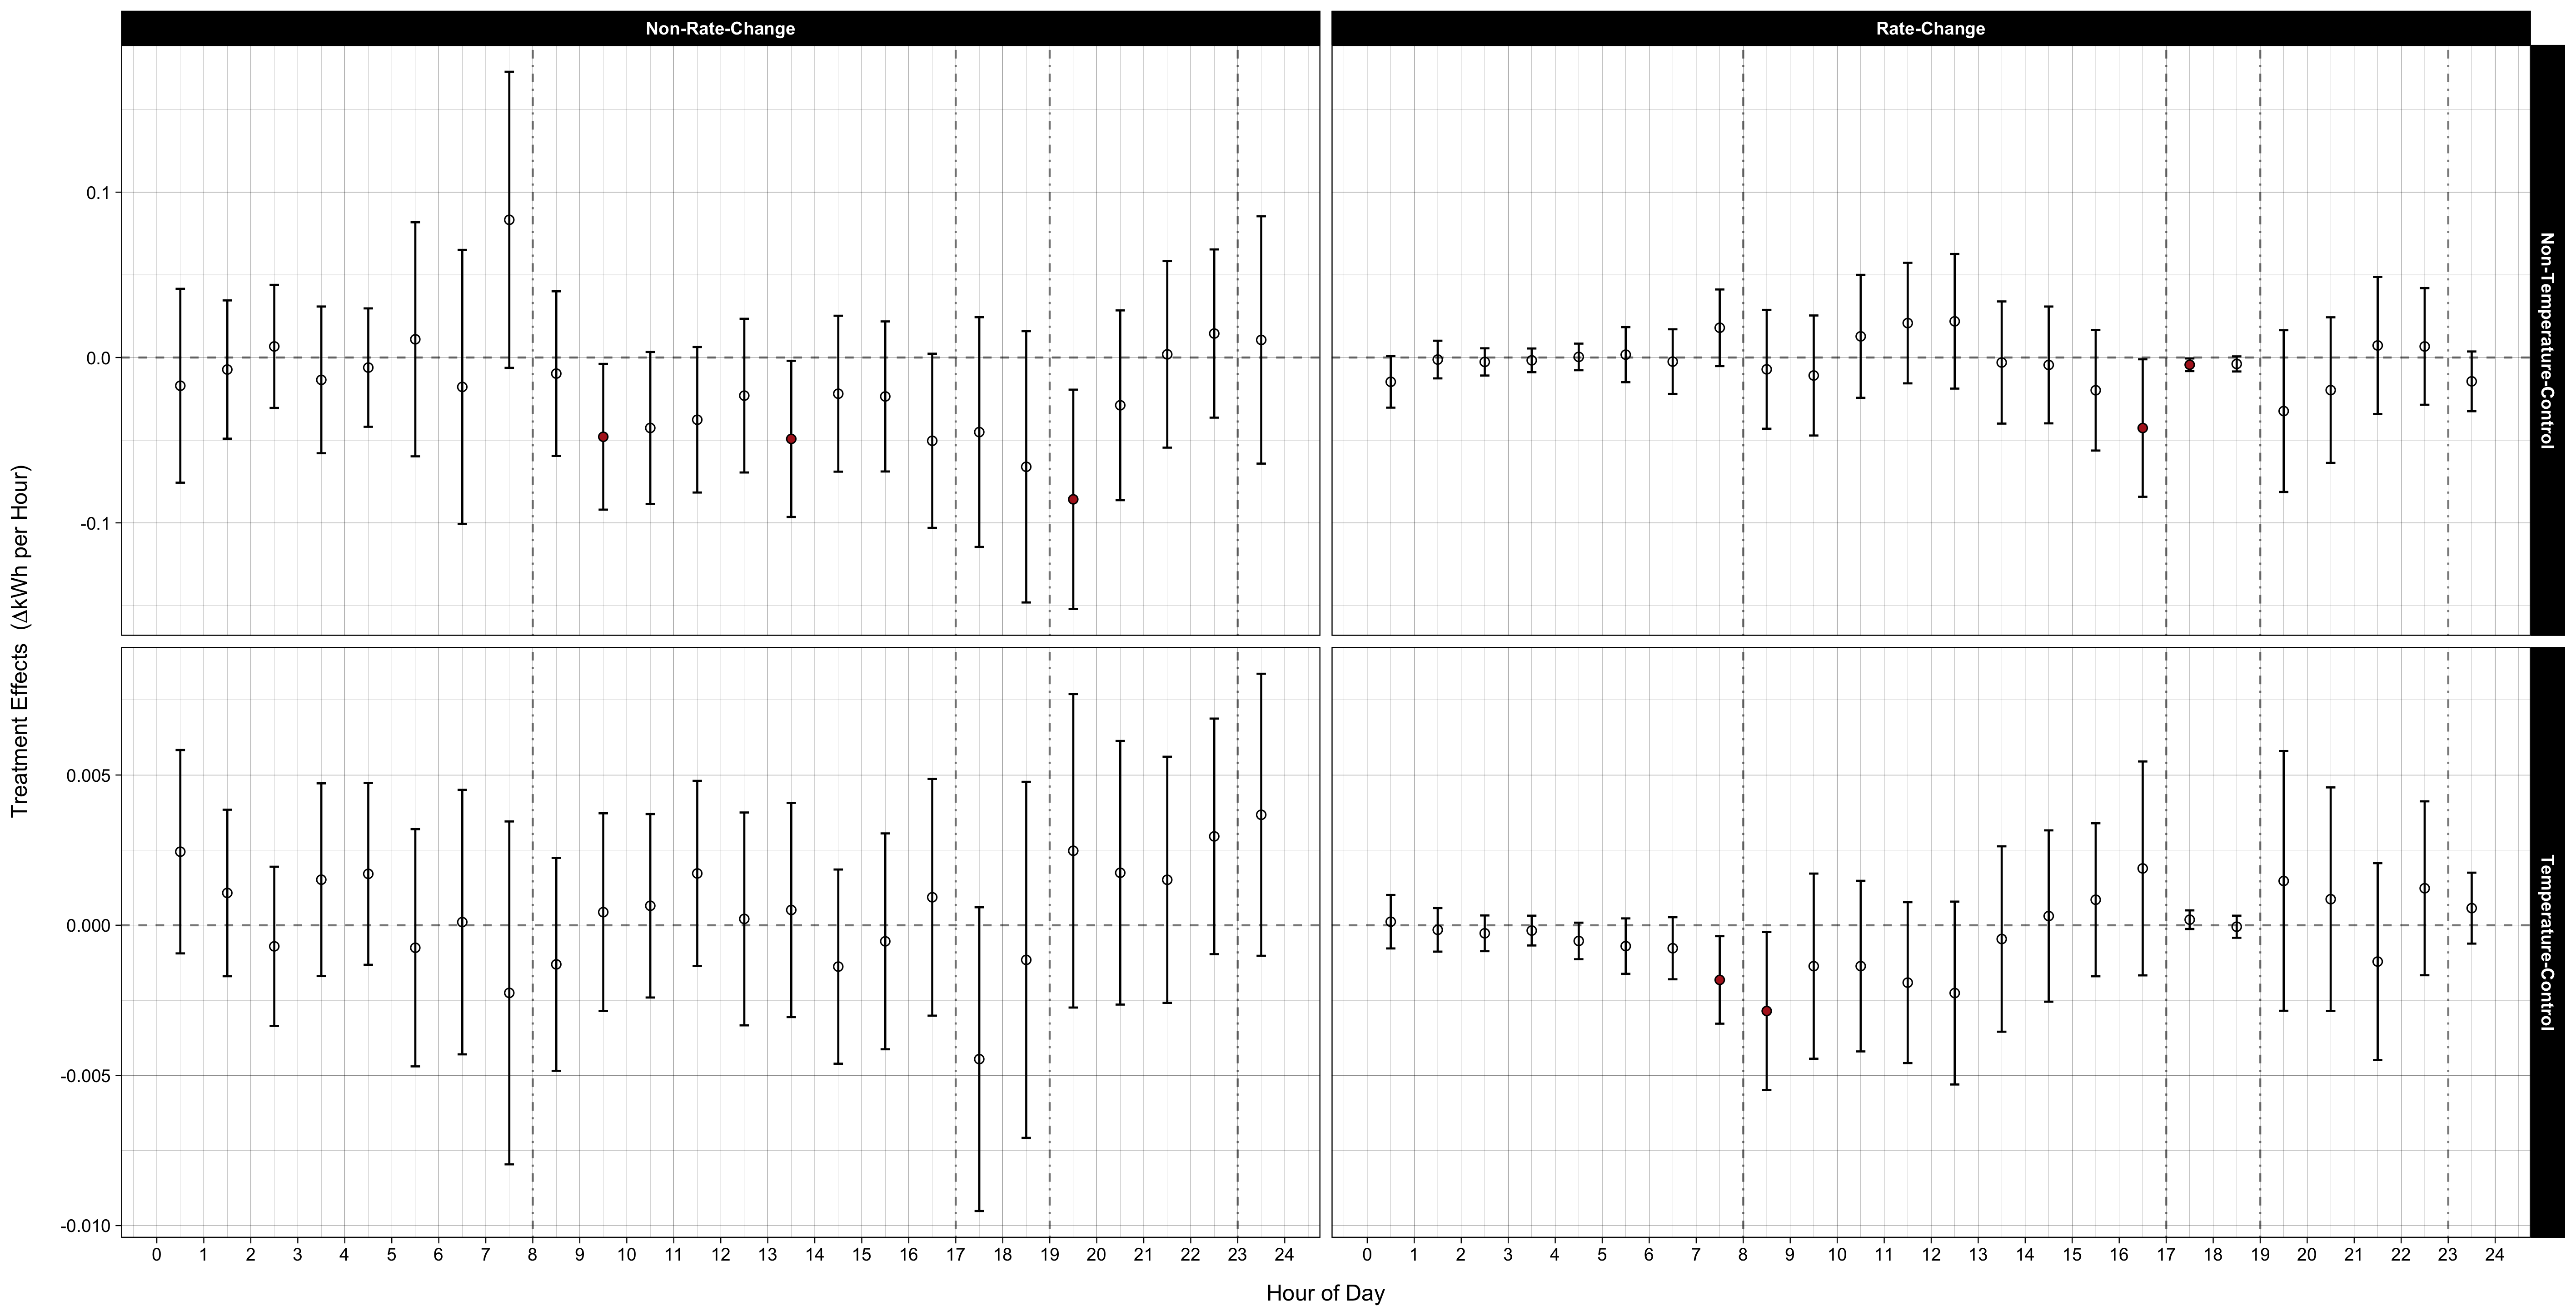 Non-Rate-Change Rate-Change
Non-Temperature-Control
0.1
0.0
-0.1
Treatment Effects (ΔkWh per Hour)
Temperature-Control
0.005
0.000
-0.005
-0.010
0 1 2 3 4 5 6 7 8 9 10 11 12 13 14 15 16 17 18 19 20 21 22 23 24 0 1 2 3 4 5 6 7 8 9 10 11 12 13 14 15 16 17 18 19 20 21 22 23 24
Hour of Day